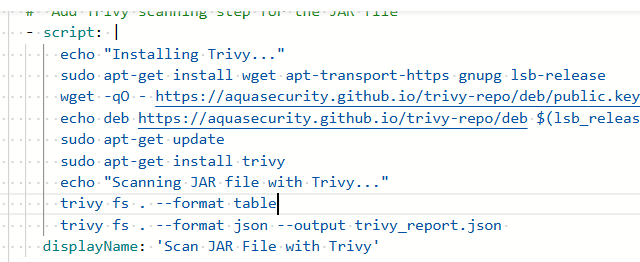 # Add Trivy scanning step for the JAR file
- script: |
echo "Installing Trivy..."
sudo apt-get install wget apt-transport-https gnupg lsb-release
wget -qO - https://aquasecurity.github.io/trivy-repo/deb/public.key
echo deb https://aquasecurity.github.io/trivy-repo/deb $(lsb_releas
sudo apt-get update
sudo apt-get install trivy
echo "Scanning JAR file with Trivy..."
trivy fs . --format table
trivy fs . --format json --output trivy_report.json
displayName: 'Scan JAR File with Trivy'